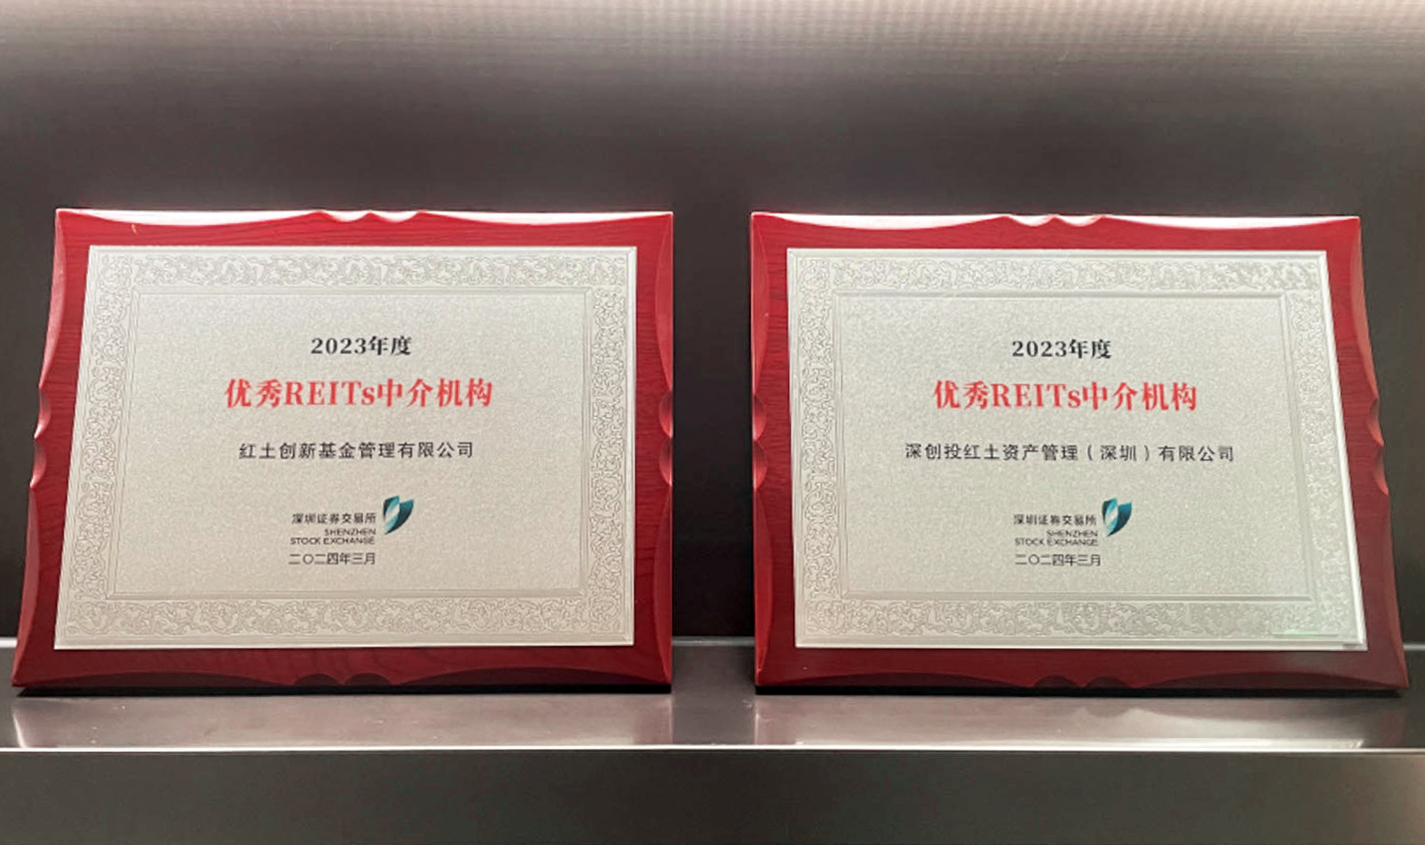 2023年度
优秀REITs中介机构
红土创新基金管理有限公司
深圳证券交易所
SHENZHEN
STOCK EXCHANGE
二〇二四年三月
2023年度
优秀REITs中介机构
深创投红土资产管理(深圳)有限公司
深圳证券交易所
SHENZHEN
STOCK EXCHANGE
二〇二四年三月